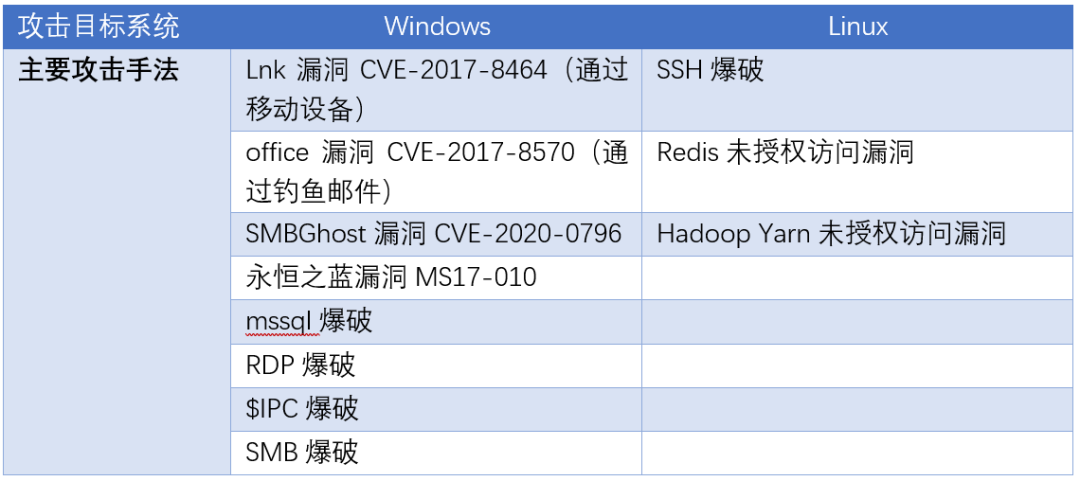 攻击目标系统 Windows Linux
主要攻击手法 Lnk 漏洞 CVE-2017-8464（通过 SSH 爆破
移动设备）
office 漏洞 CVE-2017-8570（通 Redis 未授权访问漏洞
过钓鱼邮件）
SMBGhost 漏洞 CVE-2020-0796 Hadoop Yarn 未授权访问漏洞
永恒之蓝漏洞 MS17-010
mssql 爆破
RDP 爆破
$IPC 爆破
SMB 爆破